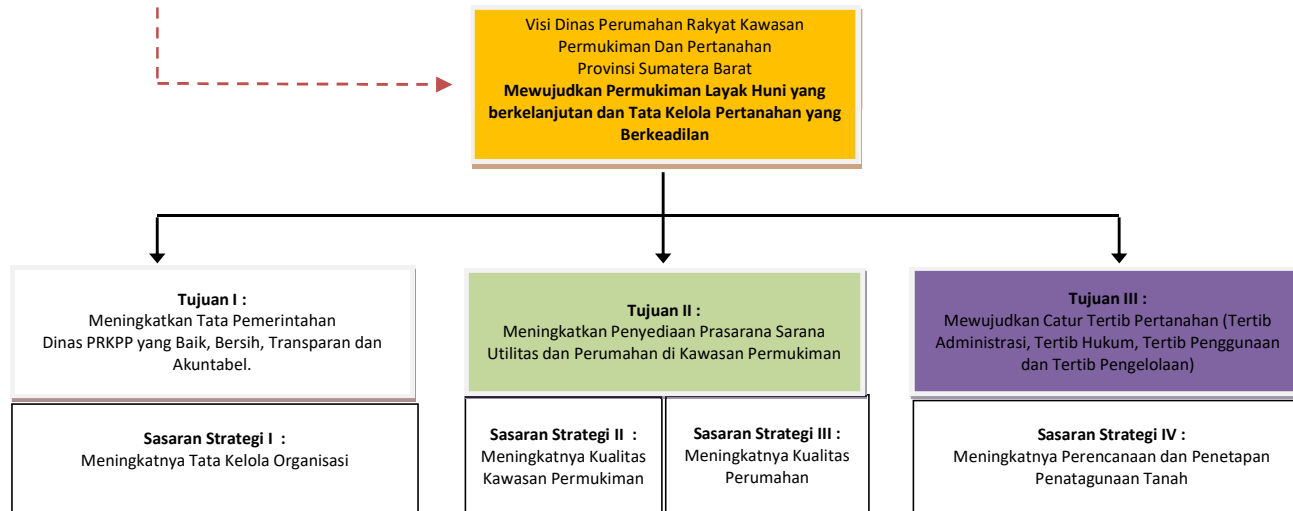 Visi Dinas Perumahan Rakyat Kawasan
Permukiman Dan Pertanahan
Provinsi Sumatera Barat
Mewujudkan Permukiman Layak Huni yang
berkelanjutan dan Tata Kelola Pertanahan yang
Berkeadilan
Tujuan I :
Meningkatkan Tata Pemerintahan
Dinas PRKPP yang Baik, Bersih, Transparan dan
Akuntabel.
Tujuan II :
Meningkatkan Penyediaan Prasarana Sarana
Utilitas dan Perumahan di Kawasan Permukiman
Tujuan III :
Mewujudkan Catur Tertib Pertanahan (Tertib
Administrasi, Tertib Hukum, Tertib Penggunaan
dan Tertib Pengelolaan)
Sasaran Strategi I :
Meningkatnya Tata Kelola Organisasi
Sasaran Strategi II :
Meningkatnya Kualitas
Kawasan Permukiman
Sasaran Strategi III :
Meningkatnya Kualitas
Perumahan
Sasaran Strategi IV :
Meningkatnya Perencanaan dan Penetapan
Penatagunaan Tanah